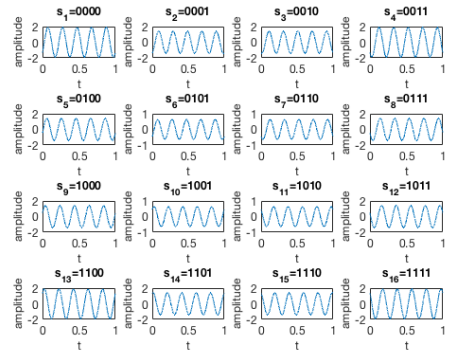 s1=0000 s2=0001 s3=0010 s4=0011
amplitude 2 0 -2 0 0.5 1 t amplitude 2 0 -2 0 0.5 1 t amplitude 2 0 -2 0 0.5 1 t amplitude 2 0 -2 0 0.5 1 t
s5=0100 s6=0101 s7=0110 s8=0111
amplitude 2 0 -2 0 0.5 1 t amplitude 1 0 -1 0 0.5 1 t amplitude 1 0 -1 0 0.5 1 t amplitude 2 0 -2 0 0.5 1 t
s9=1000 s10=1001 s11=1010 s12=1011
amplitude 2 0 -2 0 0.5 1 t amplitude 1 0 -1 0 0.5 1 t amplitude 1 0 -1 0 0.5 1 t amplitude 2 0 -2 0 0.5 1 t
s13=1100 s14=1101 s15=1110 s16=1111
amplitude 2 0 -2 0 0.5 1 t amplitude 2 0 -2 0 0.5 1 t amplitude 2 0 -2 0 0.5 1 t amplitude 2 0 -2 0 0.5 1 t